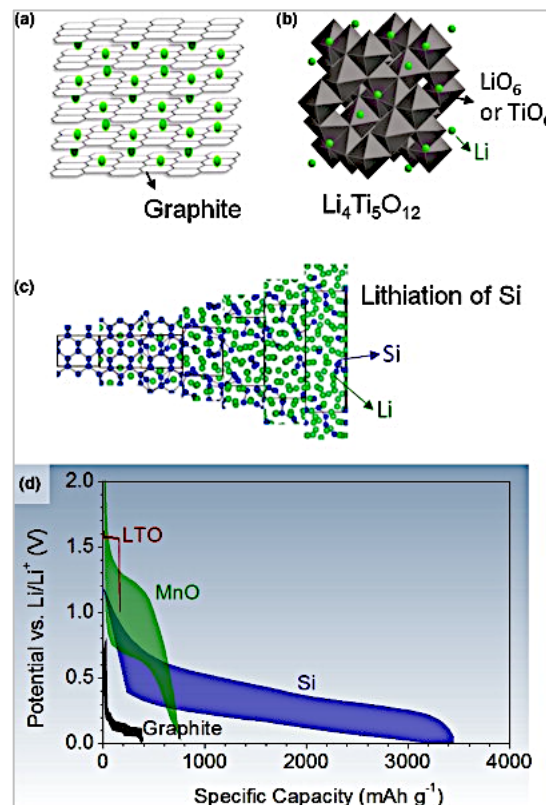 (a)
(b)
LiO₆
or TiO₆
Li
Graphite
Li₄Ti₅O₁₂
(c)
Lithiation of Si
Si
Li
(d)
2.0
1.5
1.0
0.5
0.0
Potential vs. Li/Li⁺ (V)
LTO
MnO
Si
Graphite
0
1000
2000
3000
4000
Specific Capacity (mAh g⁻¹)